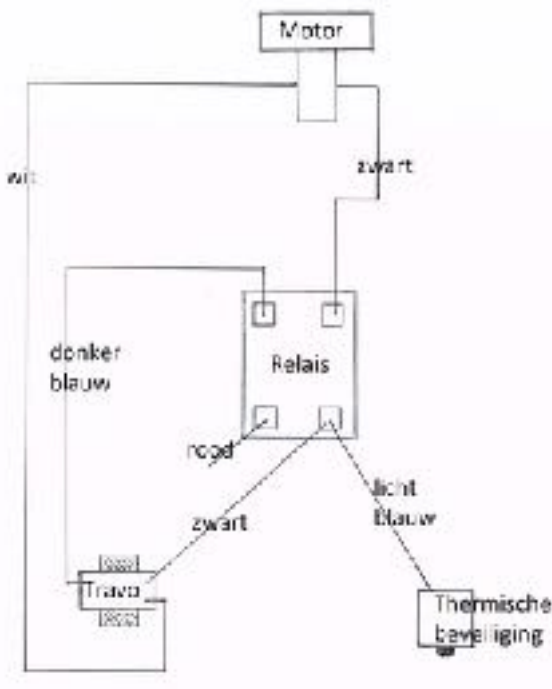 Motor
wit
zwart
donker
blauw
Relais
rood
zwart
licht
blauw
Travo
Thermische
beveiliging